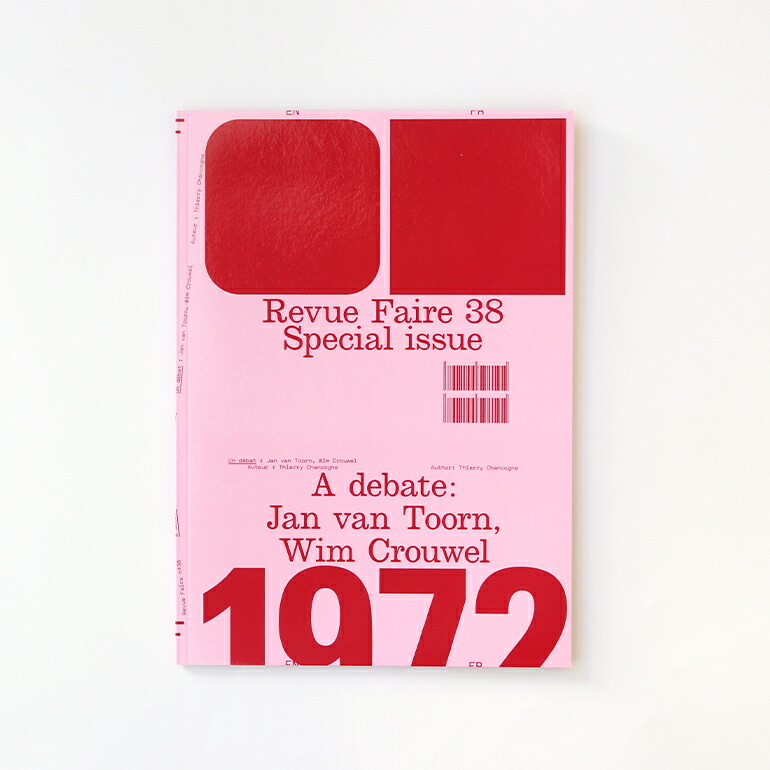 EN
FR
Auteur : Thierry Chancogne
Un débat : Jan van Toorn, Wim Crouwel
Revue Faire n°38
Revue Faire 38
Special issue
Un débat : Jan van Toorn, Wim Crouwel
Auteur : Thierry Chancogne
Author: Thierry Chancogne
A debate:
Jan van Toorn,
Wim Crouwel
1972
EN
FR